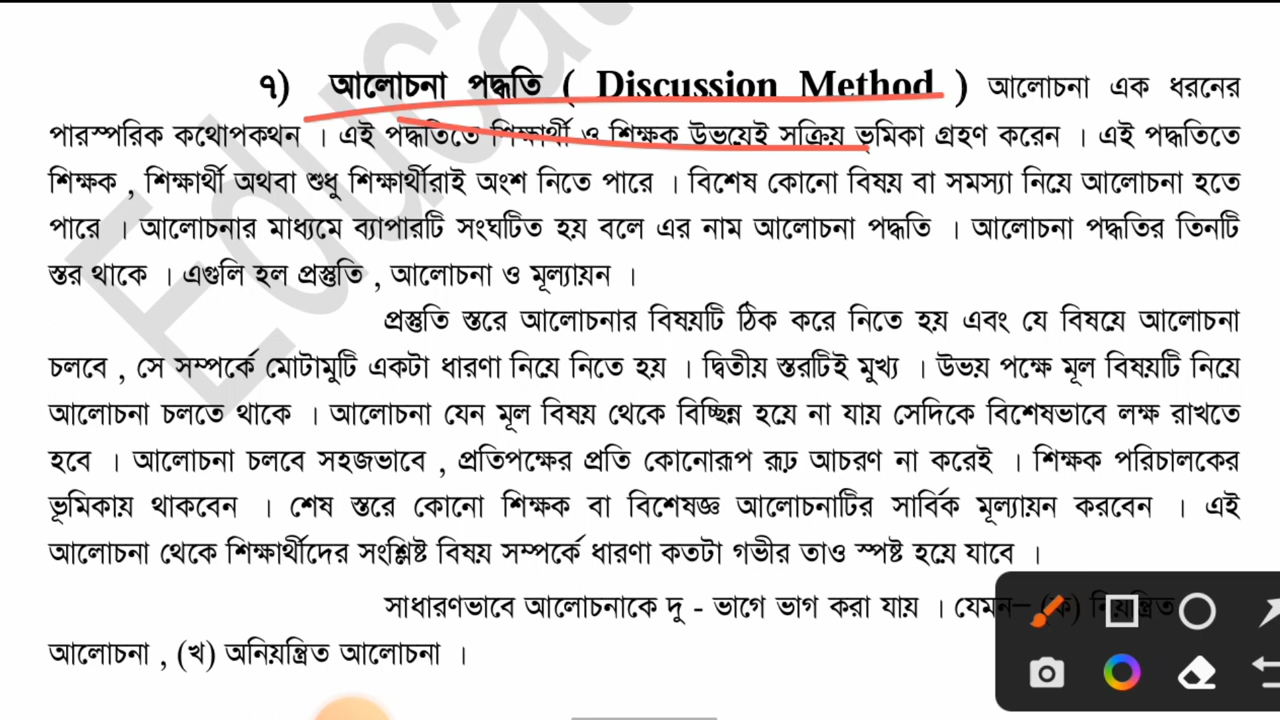 ৭) আলোচনা পদ্ধতি ( Discussion Method ) আলোচনা এক ধরনের
পারস্পরিক কথোপকথন । এই পদ্ধতিতে শিক্ষার্থী ও শিক্ষক উভয়েই সক্রিয় ভূমিকা গ্রহণ করেন । এই পদ্ধতিতে
শিক্ষক , শিক্ষার্থী অথবা শুধু শিক্ষার্থীরাই অংশ নিতে পারে । বিশেষ কোনো বিষয় বা সমস্যা নিয়ে আলোচনা হতে
পারে । আলোচনার মাধ্যমে ব্যাপারটি সংঘটিত হয় বলে এর নাম আলোচনা পদ্ধতি । আলোচনা পদ্ধতির তিনটি
স্তর থাকে । এগুলি হল প্রস্তুতি , আলোচনা ও মূল্যায়ন ।
প্রস্তুতি স্তরে আলোচনার বিষয়টি ঠিক করে নিতে হয় এবং যে বিষয়ে আলোচনা
চলবে , সে সম্পর্কে মোটামুটি একটা ধারণা নিয়ে নিতে হয় । দ্বিতীয় স্তরটিই মুখ্য । উভয় পক্ষে মূল বিষয়টি নিয়ে
আলোচনা চলতে থাকে । আলোচনা যেন মূল বিষয় থেকে বিচ্ছিন্ন হয়ে না যায় সেদিকে বিশেষভাবে লক্ষ রাখতে
হবে । আলোচনা চলবে সহজভাবে , প্রতিপক্ষের প্রতি কোনোরূপ রূঢ় আচরণ না করেই । শিক্ষক পরিচালকের
ভূমিকায় থাকবেন । শেষ স্তরে কোনো শিক্ষক বা বিশেষজ্ঞ আলোচনাটির সার্বিক মূল্যায়ন করবেন । এই
আলোচনা থেকে শিক্ষার্থীদের সংশ্লিষ্ট বিষয় সম্পর্কে ধারণা কতটা গভীর তাও স্পষ্ট হয়ে যাবে ।
সাধারণভাবে আলোচনাকে দু - ভাগে ভাগ করা যায় । যেমন– (ক) নিয়ন্ত্রিত
আলোচনা , (খ) অনিয়ন্ত্রিত আলোচনা ।